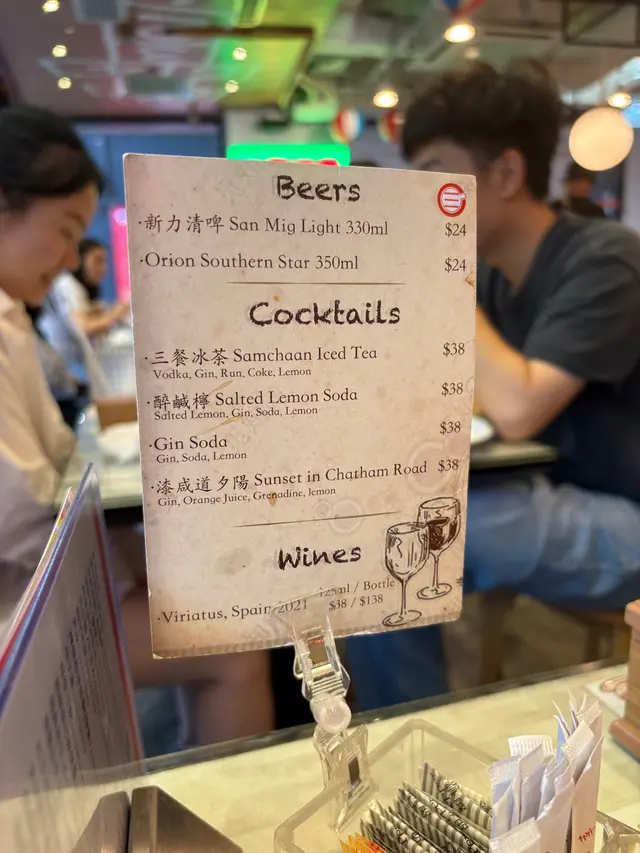 Beers
·新力清啤 San Mig Light 330ml $24
·Orion Southern Star 350ml $24
Cocktails
·三餐冰茶 Samchaan Iced Tea $38
Vodka, Gin, Run, Coke, Lemon
·醉鹹檸 Salted Lemon Soda $38
Salted Lemon, Gin, Soda, Lemon
·Gin Soda $38
Gin, Soda, Lemon
·漆咸道夕陽 Sunset in Chatham Road $38
Gin, Orange Juice, Grenadine, lemon
Wines
125ml / Bottle
·Viriatus, Spain 2021 $38 / $138